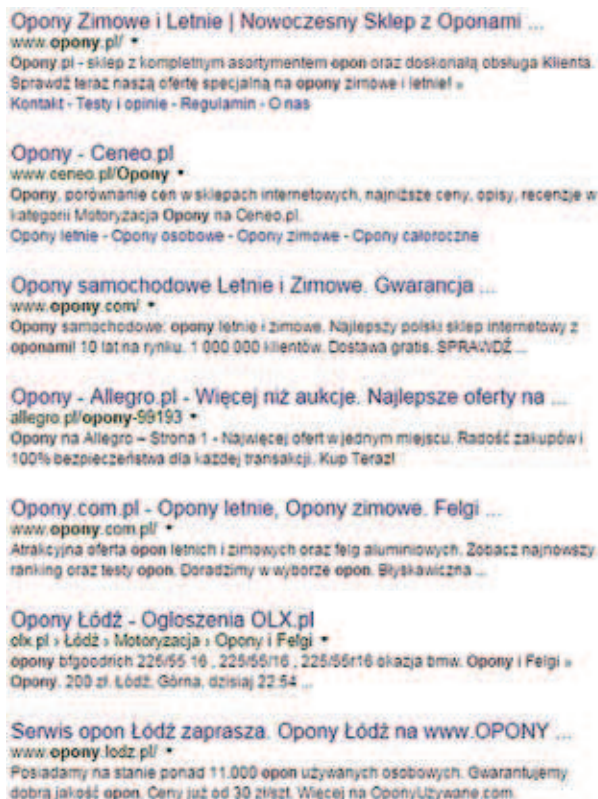 Opony Zimowe i Letnie | Nowoczesny Sklep z Oponami ...
www.opony.pl/
Opony.pl - sklep z kompletnym asortymentem opon oraz doskonałą obsługa Klienta.
Sprawdź teraz naszą ofertę specjalną na opony zimowe i letnie! »
Kontakt - Testy i opinie - Regulamin - O nas
Opony - Ceneo.pl
www.ceneo.pl/Opony
Opony, porównanie cen w sklepach internetowych, najniższe ceny, opisy, recenzje w
kategorii Motoryzacja Opony na Ceneo.pl.
Opony letnie - Opony osobowe - Opony zimowe - Opony całoroczne
Opony samochodowe Letnie i Zimowe. Gwarancja ...
www.opony.com/
Opony samochodowe: opony letnie i zimowe. Najlepszy polski sklep internetowy z
oponami! 10 lat na rynku. 1 000 000 klientów. Dostawa gratis. SPRAWDŹ ...
Opony - Allegro.pl - Więcej niż aukcje. Najlepsze oferty na ...
allegro.pl/opony-99193
Opony na Allegro – Strona 1 - Najwięcej ofert w jednym miejscu. Radość zakupów i
100% bezpieczeństwa dla każdej transakcji. Kup Teraz!
Opony.com.pl - Opony letnie, Opony zimowe. Felgi ...
www.opony.com.pl/
Atrakcyjna oferta opon letnich i zimowych oraz felg aluminiowych. Zobacz najnowszy
ranking oraz testy opon. Doradzimy w wyborze opon. Błyskawiczna ...
Opony Łódź - Ogłoszenia OLX.pl
olx.pl › Łódź › Motoryzacja › Opony i Felgi
opony bfgoodrich 225/55 16 , 225/55/16 , 225/55r16 okazja bmw. Opony i Felgi »
Opony. 200 zł. Łódź, Górna. dzisiaj 22:54 ...
Serwis opon Łódź zaprasza. Opony Łódź na www.OPONY ...
www.opony.lodz.pl/
Posiadamy na stanie ponad 11.000 opon używanych osobowych. Gwarantujemy
dobrą jakość opon. Ceny już od 30 zł/szt. Więcej na OponyUżywane.com.